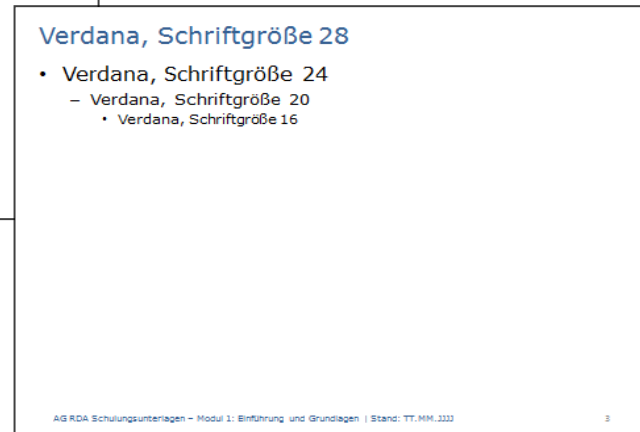 Verdana, Schriftgröße 28
• Verdana, Schriftgröße 24
– Verdana, Schriftgröße 20
• Verdana, Schriftgröße 16
AG RDA Schulungsunterlagen – Modul 1: Einführung und Grundlagen | Stand: TT.MM.JJJJ 3